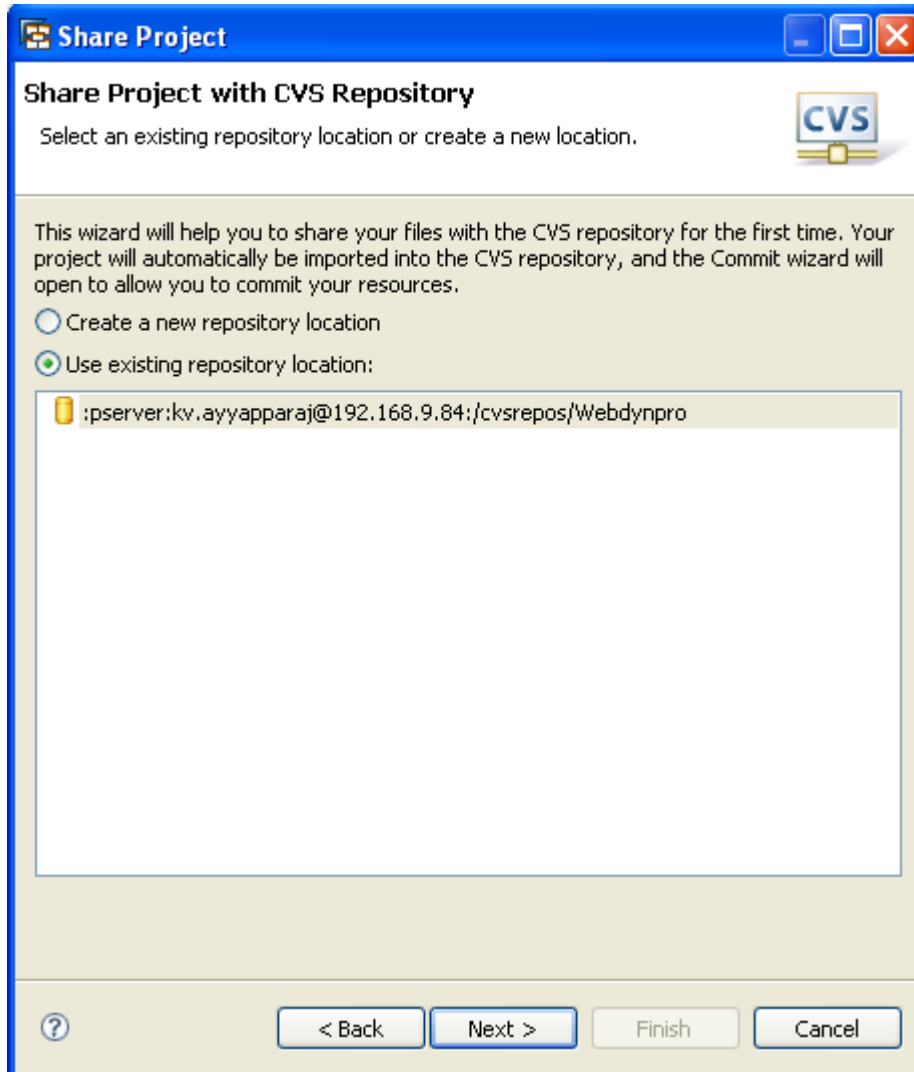 Share Project
Share Project with CVS Repository
Select an existing repository location or create a new location.
CVS
This wizard will help you to share your files with the CVS repository for the first time. Your
project will automatically be imported into the CVS repository, and the Commit wizard will
open to allow you to commit your resources.
Create a new repository location
Use existing repository location:
:pserver:kv.ayyapparaj@192.168.9.84:/cvsrepos/Webdynpro
?
< Back
Next >
Finish
Cancel